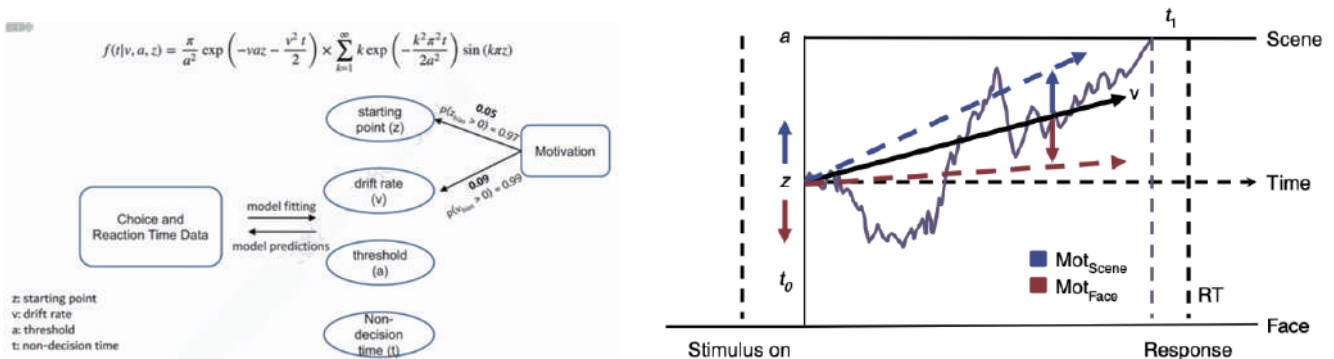 f(t|v, a, z) = π/a² exp(−vaz − v² t/2) × ∑_{k=1}^{∞} k exp(−k²π²t/2a²) sin (kπz)
starting
point (z)
0.05
p(z_bias > 0) = 0.97
Motivation
drift rate
(v)
0.09
p(v_bias > 0) = 0.99
Choice and
Reaction Time Data
model fitting
model predictions
threshold
(a)
Non-
decision
time (t)
z: starting point
v: drift rate
a: threshold
t: non-decision time
t₁
a
Scene
v
z
Time
t₀
Mot_Scene
Mot_Face
RT
Face
Stimulus on
Response